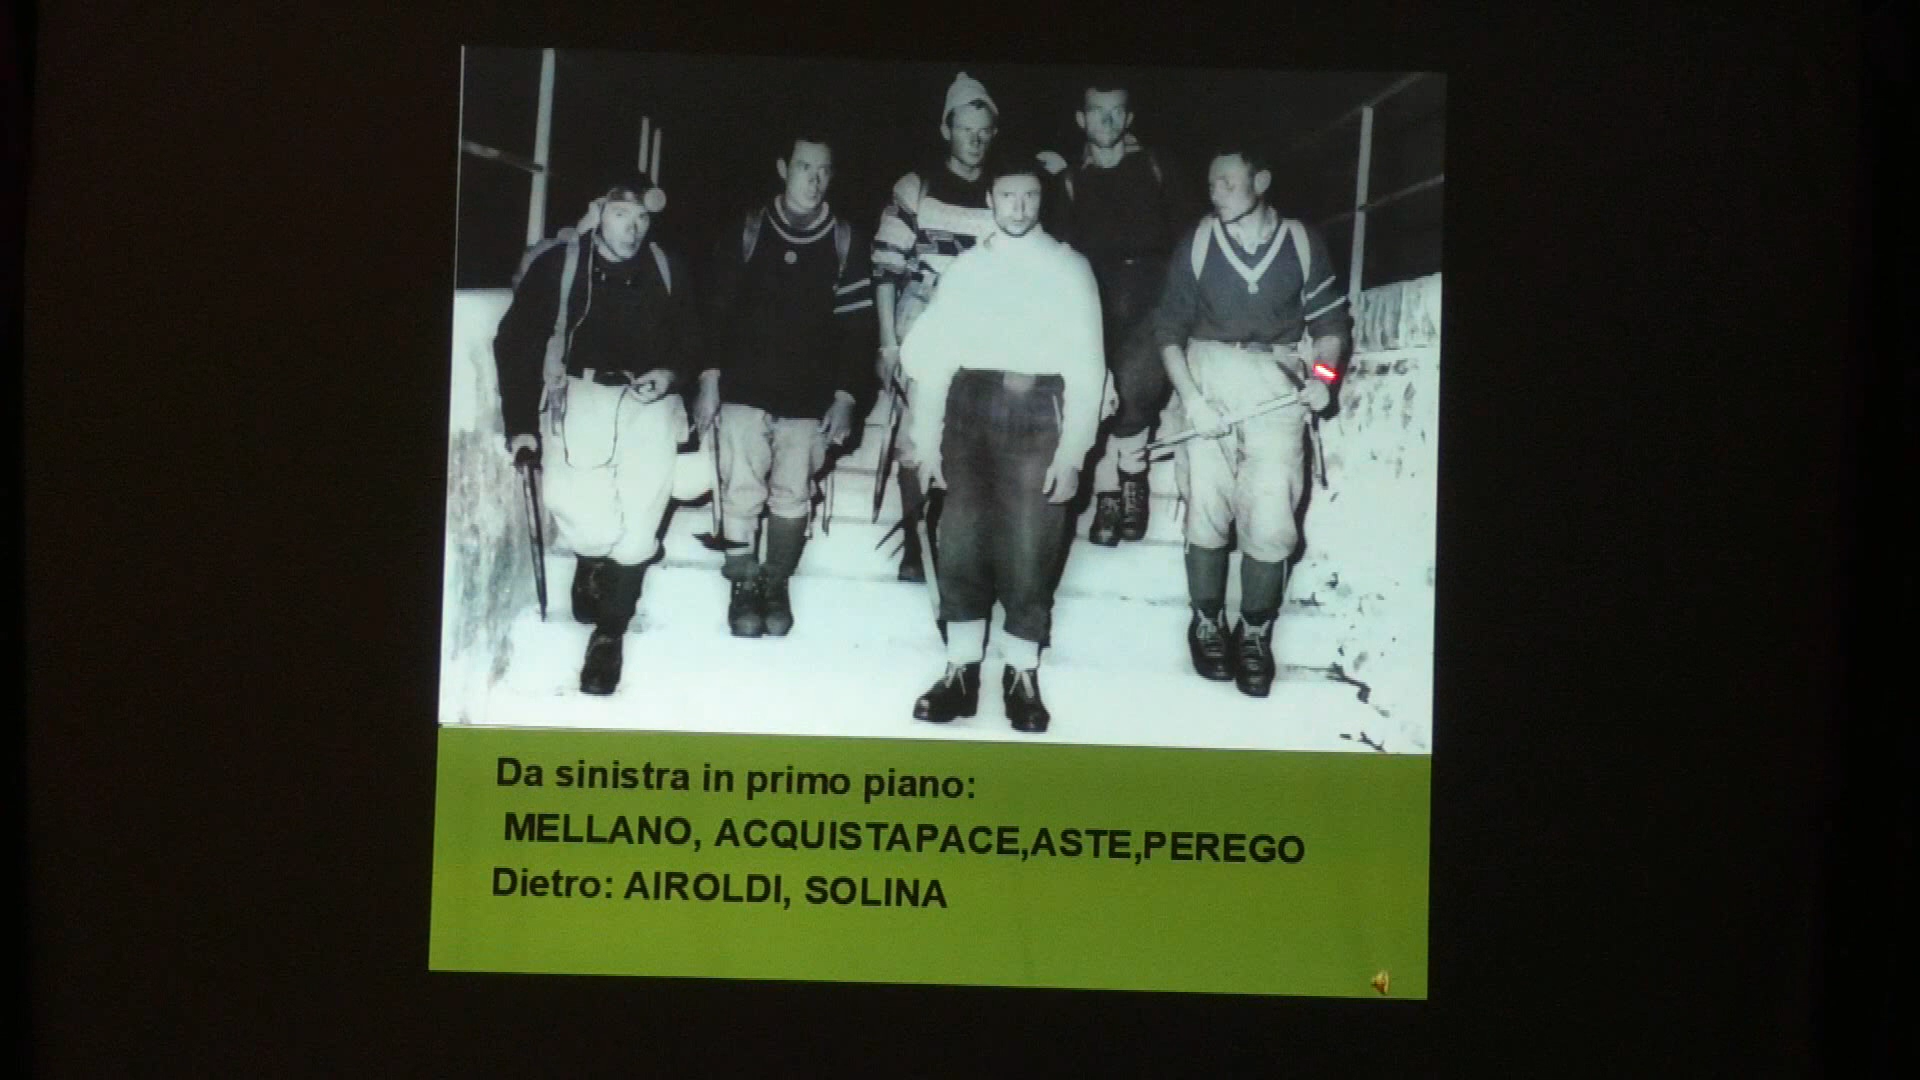 Da sinistra in primo piano:
MELLANO, ACQUISTAPACE,ASTE,PEREGO
Dietro: AIROLDI, SOLINA